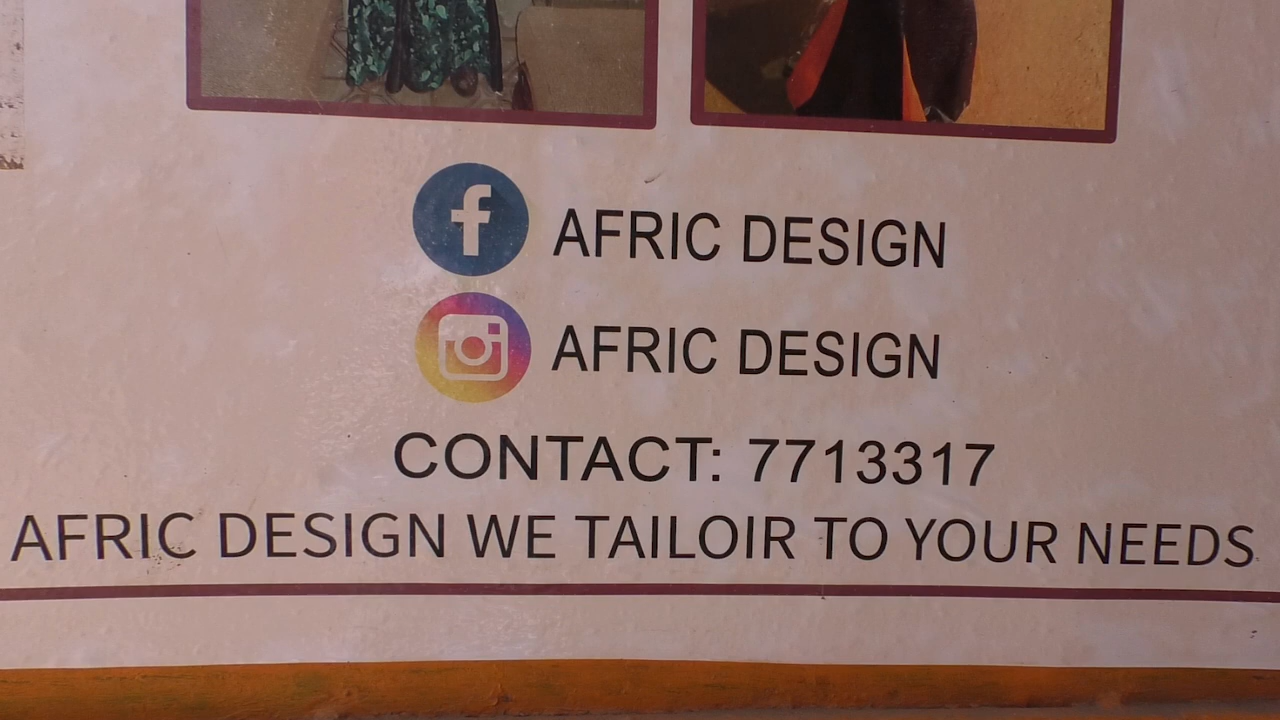 AFRIC DESIGN
AFRIC DESIGN
CONTACT: 7713317
AFRIC DESIGN WE TAILOIR TO YOUR NEEDS